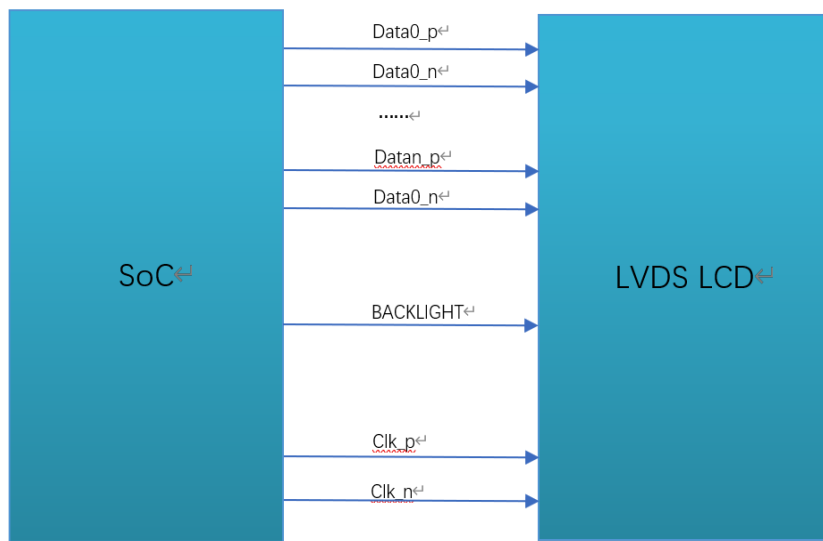 Data0_p↵
Data0_n↵
......↵
Datan_p↵
Data0_n↵
SoC↵
LVDS LCD↵
BACKLIGHT↵
Clk_p↵
Clk_n↵